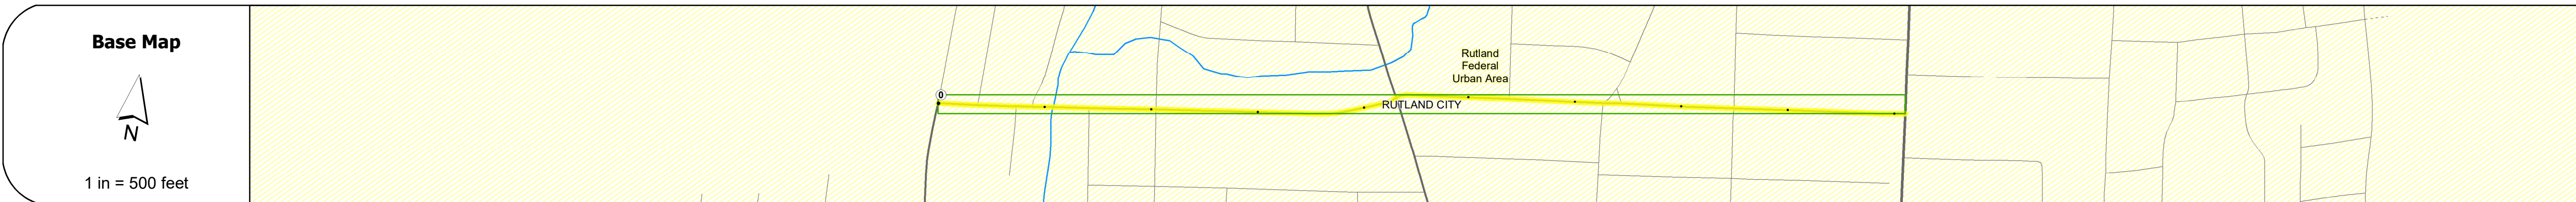 Base Map
N
1 in = 500 feet
0
Rutland
Federal
Urban Area
RUTLAND CITY